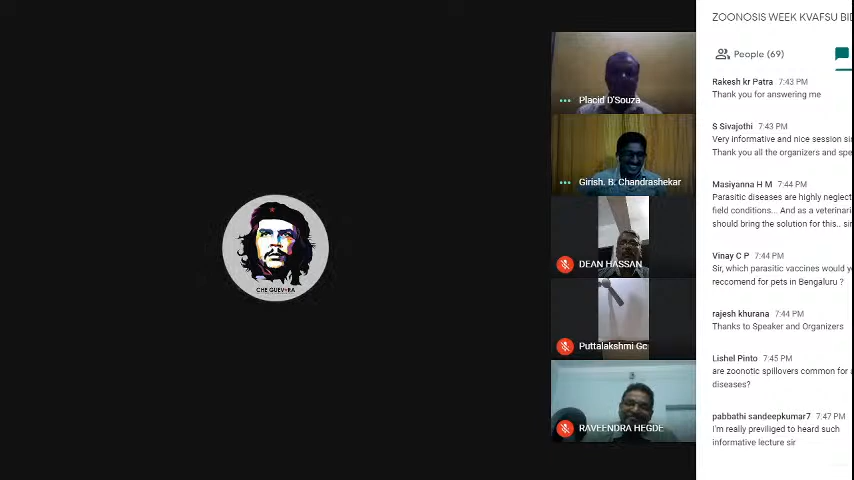 ZOONOSIS WEEK KVAFSU BID
People (69)
Rakesh kr Patra 7:43 PM
Thank you for answering me
S Sivajothi 7:43 PM
Very informative and nice session sir
Thank you all the organizers and spe
Masiyanna H M 7:44 PM
Parasitic diseases are highly neglect
field conditions... And as a veterinari
should bring the solution for this.. sir
Vinay C P 7:44 PM
Sir, which parasitic vaccines would y
reccomend for pets in Bengaluru ?
rajesh khurana 7:44 PM
Thanks to Speaker and Organizers
Lishel Pinto 7:45 PM
are zoonotic spillovers common for a
diseases?
pabbathi sandeepkumar7 7:47 PM
I'm really previliged to heard such
informative lecture sir
Placid D'Souza
Girish. B. Chandrashekar
DEAN HASSAN
Puttalakshmi Gc
RAVEENDRA HEGDE
CHE GUEVARA